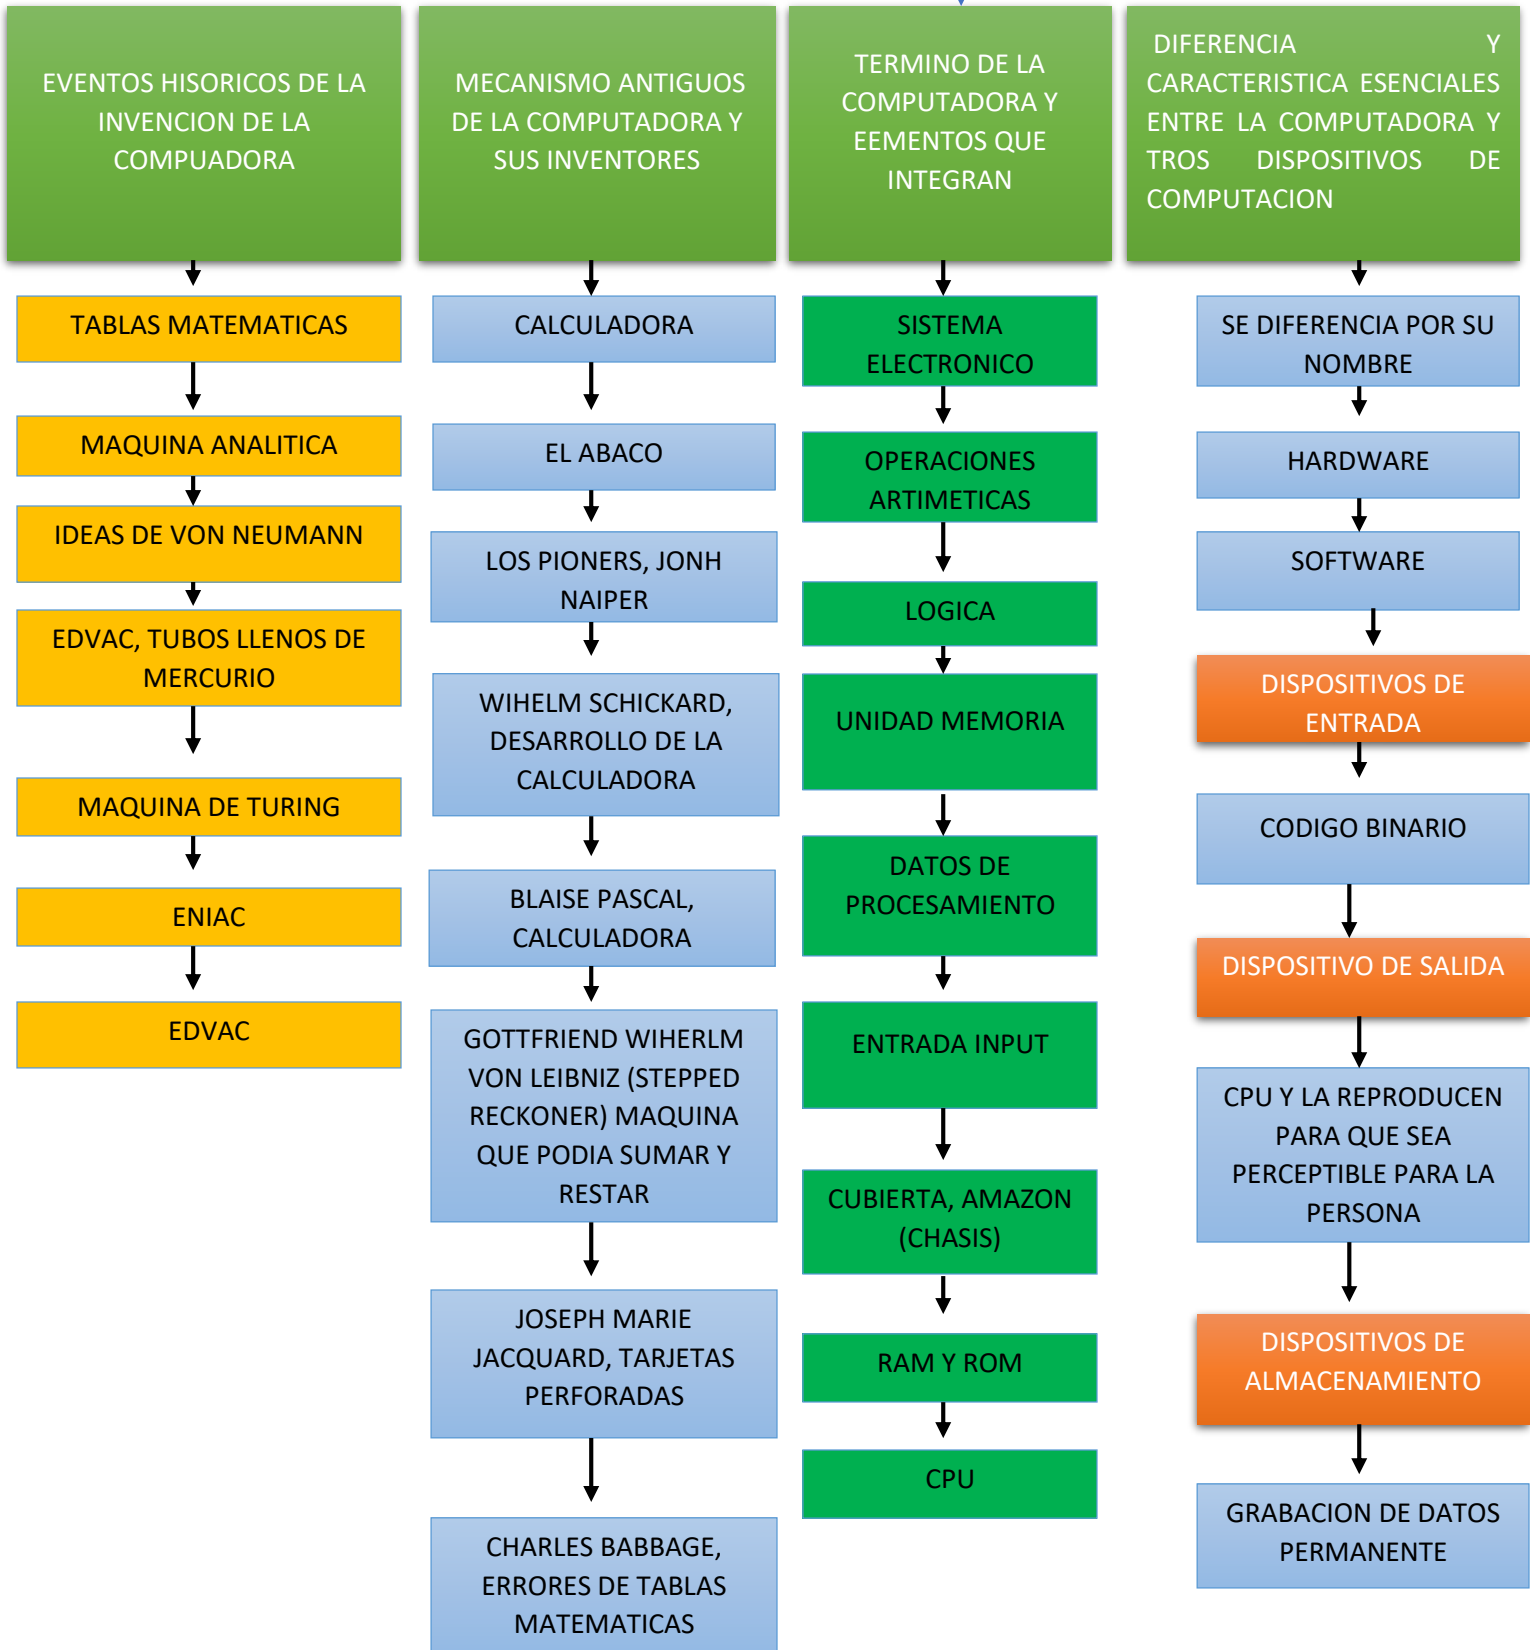 EVENTOS HISORICOS DE LA
INVENCION DE LA
COMPUADORA
TABLAS MATEMATICAS
MAQUINA ANALITICA
IDEAS DE VON NEUMANN
EDVAC, TUBOS LLENOS DE
MERCURIO
MAQUINA DE TURING
ENIAC
EDVAC
MECANISMO ANTIGUOS
DE LA COMPUTADORA Y
SUS INVENTORES
CALCULADORA
EL ABACO
LOS PIONERS, JONH
NAIPER
WIHELM SCHICKARD,
DESARROLLO DE LA
CALCULADORA
BLAISE PASCAL,
CALCULADORA
GOTTFRIEND WIHERLM
VON LEIBNIZ (STEPPED
RECKONER) MAQUINA
QUE PODIA SUMAR Y
RESTAR
JOSEPH MARIE
JACQUARD, TARJETAS
PERFORADAS
CHARLES BABBAGE,
ERRORES DE TABLAS
MATEMATICAS
TERMINO DE LA
COMPUTADORA Y
EEMENTOS QUE
INTEGRAN
SISTEMA
ELECTRONICO
OPERACIONES
ARTIMETICAS
LOGICA
UNIDAD MEMORIA
DATOS DE
PROCESAMIENTO
ENTRADA INPUT
CUBIERTA, AMAZON
(CHASIS)
RAM Y ROM
CPU
DIFERENCIA Y
CARACTERISTICA ESENCIALES
ENTRE LA COMPUTADORA Y
TROS DISPOSITIVOS DE
COMPUTACION
SE DIFERENCIA POR SU
NOMBRE
HARDWARE
SOFTWARE
DISPOSITIVOS DE
ENTRADA
CODIGO BINARIO
DISPOSITIVO DE SALIDA
CPU Y LA REPRODUCEN
PARA QUE SEA
PERCEPTIBLE PARA LA
PERSONA
DISPOSITIVOS DE
ALMACENAMIENTO
GRABACION DE DATOS
PERMANENTE